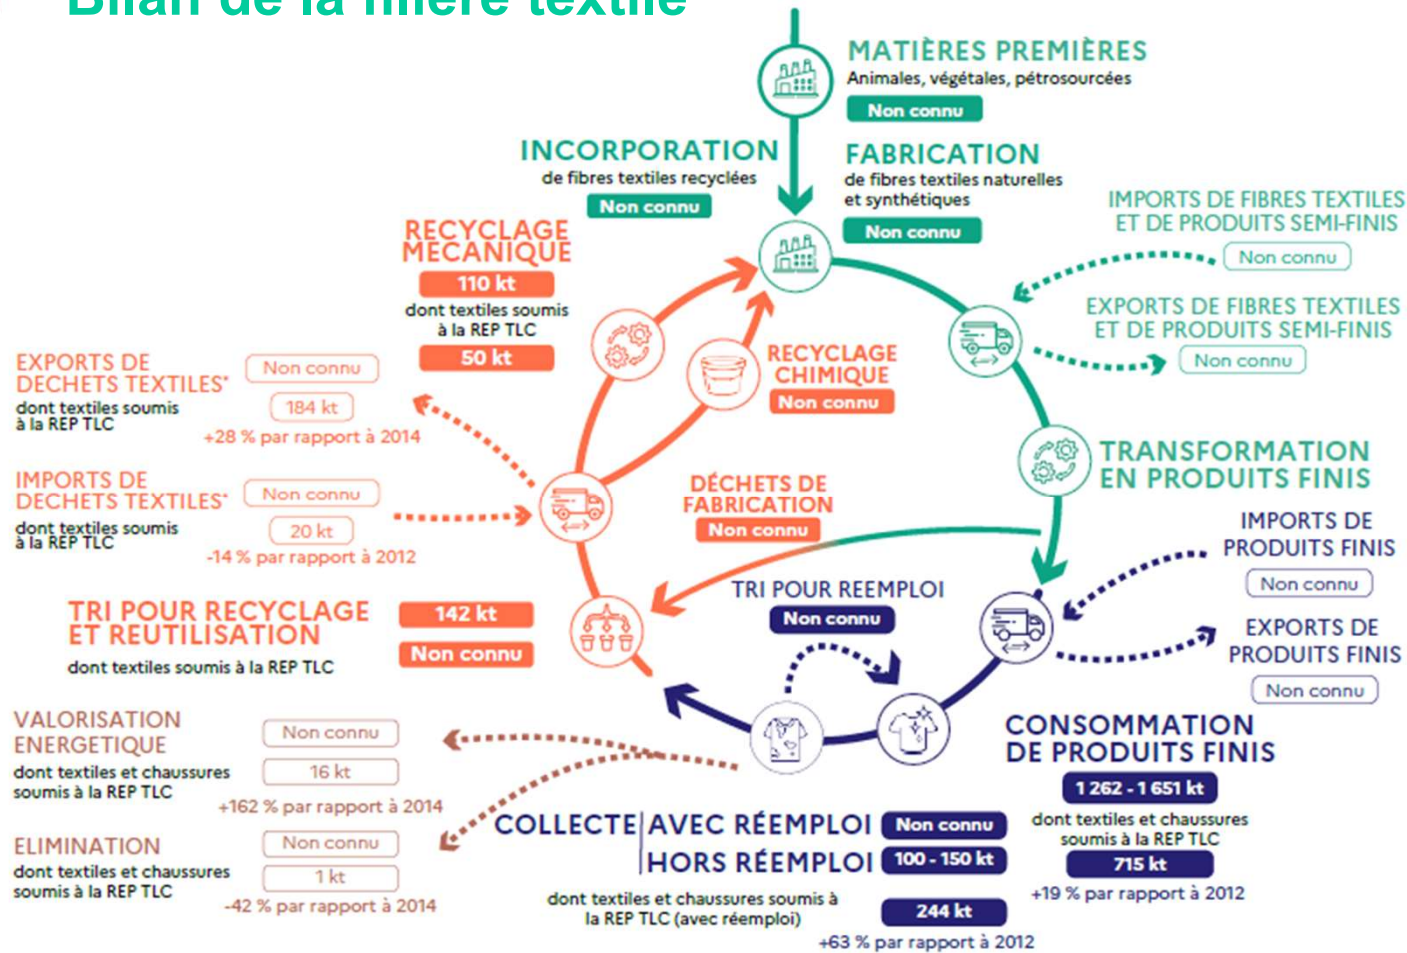 Bilan de la filière textile
MATIÈRES PREMIÈRES
Animales, végétales, pétrosourcées
Non connu
INCORPORATION
de fibres textiles recyclées
Non connu
FABRICATION
de fibres textiles naturelles
et synthétiques
Non connu
IMPORTS DE FIBRES TEXTILES
ET DE PRODUITS SEMI-FINIS
Non connu
EXPORTS DE FIBRES TEXTILES
ET DE PRODUITS SEMI-FINIS
Non connu
RECYCLAGE
MÉCANIQUE
110 kt
dont textiles soumis
à la REP TLC
50 kt
RECYCLAGE
CHIMIQUE
Non connu
EXPORTS DE
DECHETS TEXTILES*
Non connu
dont textiles soumis
à la REP TLC
184 kt
+28 % par rapport à 2014
IMPORTS DE
DECHETS TEXTILES*
Non connu
dont textiles soumis
à la REP TLC
20 kt
-14 % par rapport à 2012
TRANSFORMATION
EN PRODUITS FINIS
DÉCHETS DE
FABRICATION
Non connu
IMPORTS DE
PRODUITS FINIS
Non connu
EXPORTS DE
PRODUITS FINIS
Non connu
TRI POUR REEMPLOI
Non connu
TRI POUR RECYCLAGE
ET REUTILISATION
142 kt
Non connu
dont textiles soumis à la REP TLC
VALORISATION
ENERGETIQUE
Non connu
dont textiles et chaussures
soumis à la REP TLC
16 kt
+162 % par rapport à 2014
ELIMINATION
Non connu
dont textiles et chaussures
soumis à la REP TLC
1 kt
-42 % par rapport à 2014
CONSOMMATION
DE PRODUITS FINIS
1 262 - 1 651 kt
dont textiles et chaussures
soumis à la REP TLC
715 kt
+19 % par rapport à 2012
COLLECTE AVEC RÉEMPLOI Non connu
HORS RÉEMPLOI 100 - 150 kt
dont textiles et chaussures soumis à
la REP TLC (avec réemploi)
244 kt
+63 % par rapport à 2012